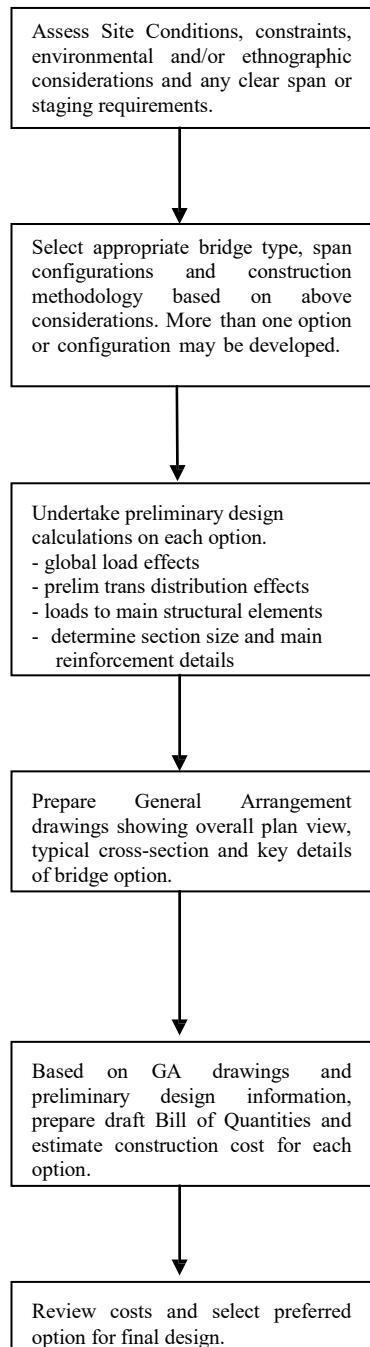 Assess Site Conditions, constraints,
environmental and/or ethnographic
considerations and any clear span or
staging requirements.
Select appropriate bridge type, span
configurations and construction
methodology based on above
considerations. More than one option
or configuration may be developed.
Undertake preliminary design
calculations on each option.
- global load effects
- prelim trans distribution effects
- loads to main structural elements
- determine section size and main
reinforcement details
Prepare General Arrangement
drawings showing overall plan view,
typical cross-section and key details
of bridge option.
Based on GA drawings and
preliminary design information,
prepare draft Bill of Quantities and
estimate construction cost for each
option.
Review costs and select preferred
option for final design.